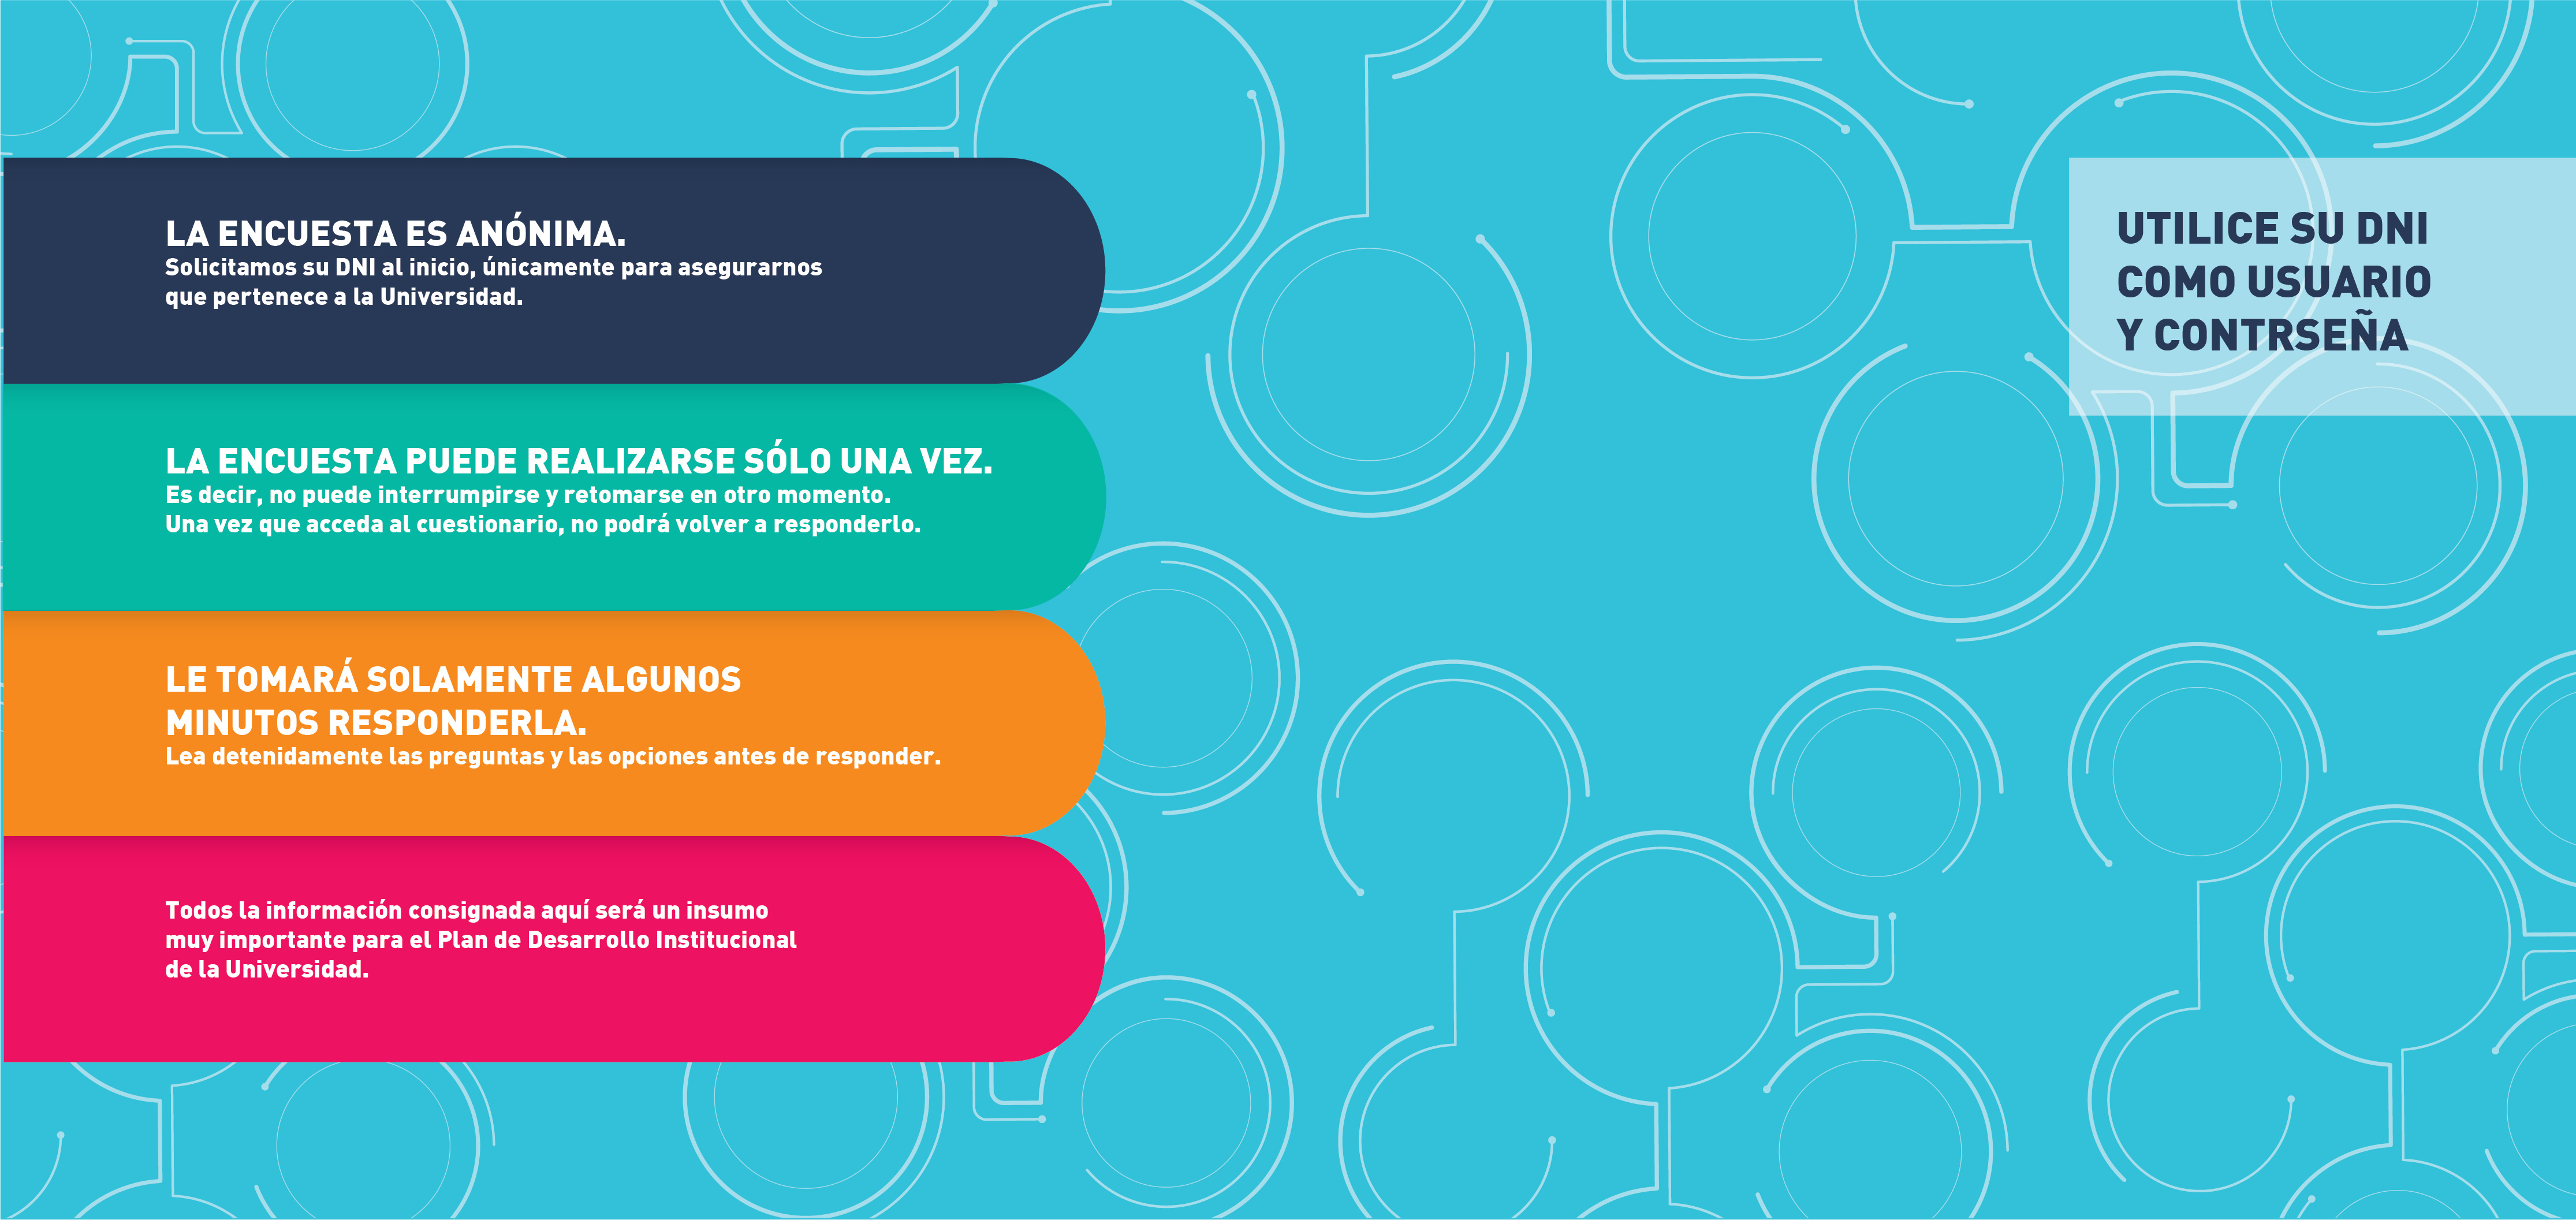 LA ENCUESTA ES ANÓNIMA.
Solicitamos su DNI al inicio, únicamente para asegurarnos
que pertenece a la Universidad.
LA ENCUESTA PUEDE REALIZARSE SÓLO UNA VEZ.
Es decir, no puede interrumpirse y retomarse en otro momento.
Una vez que acceda al cuestionario, no podrá volver a responderlo.
LE TOMARÁ SOLAMENTE ALGUNOS
MINUTOS RESPONDERLA.
Lea detenidamente las preguntas y las opciones antes de responder.
Todos la información consignada aquí será un insumo
muy importante para el Plan de Desarrollo Institucional
de la Universidad.
UTILICE SU DNI
COMO USUARIO
Y CONTRSEÑA